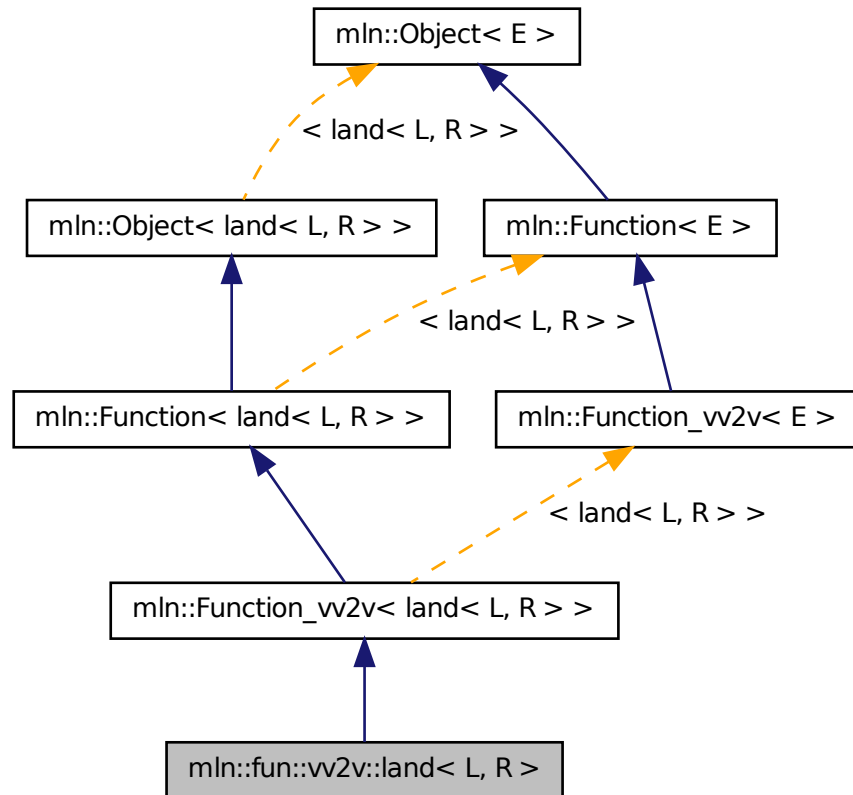 mln::Object< E >
< land< L, R > >
mln::Object< land< L, R > >
mln::Function< E >
< land< L, R > >
mln::Function< land< L, R > >
mln::Function_vv2v< E >
< land< L, R > >
mln::Function_vv2v< land< L, R > >
mln::fun::vv2v::land< L, R >